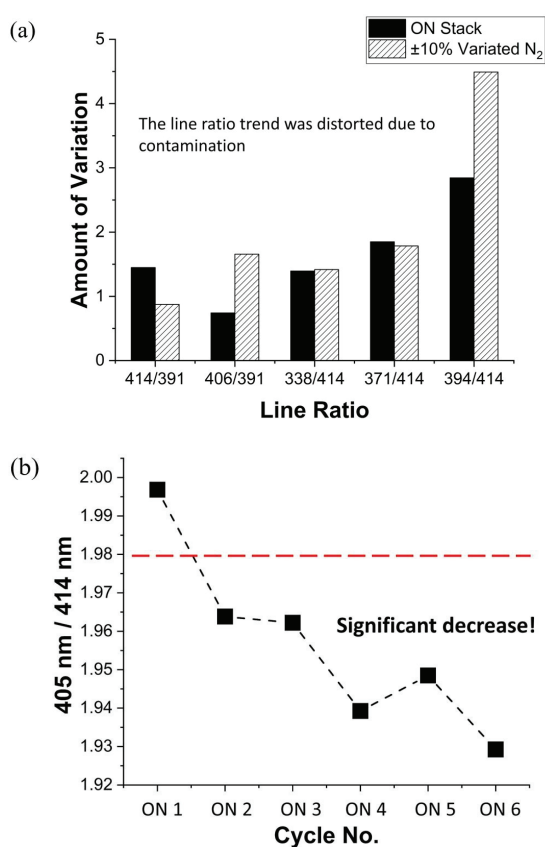 (a)
ON Stack
±10% Variated N₂
5
4
3
2
1
0
Amount of Variation
The line ratio trend was distorted due to
contamination
414/391 406/391 338/414 371/414 394/414
Line Ratio
(b)
2.00
1.99
1.98
1.97
1.96
1.95
1.94
1.93
1.92
405 nm / 414 nm
Significant decrease!
ON 1 ON 2 ON 3 ON 4 ON 5 ON 6
Cycle No.